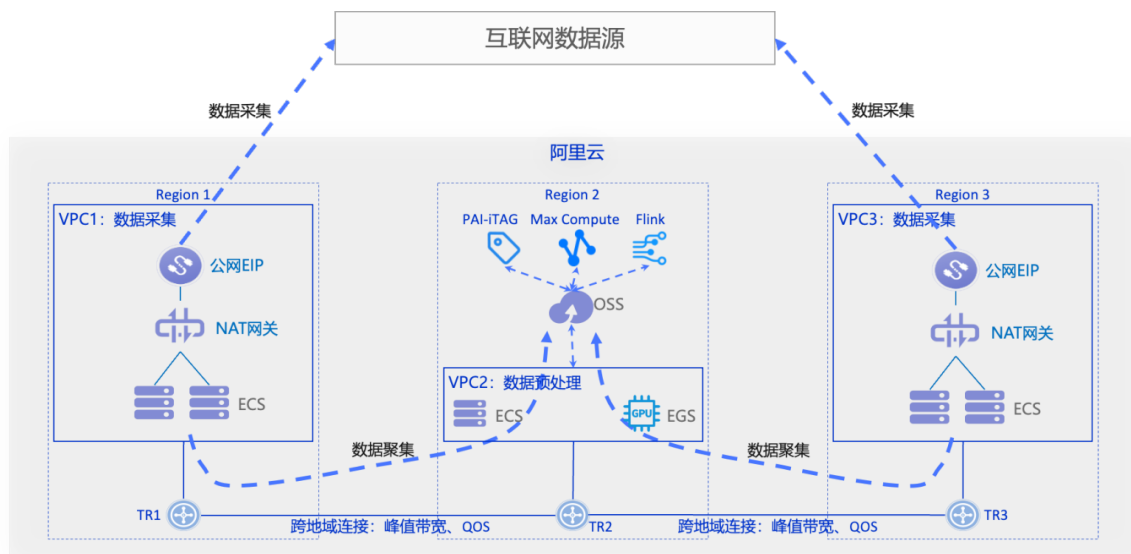 互联网数据源
数据采集
数据采集
阿里云
Region 1
VPC1：数据采集
公网EIP
NAT网关
ECS
Region 2
PAI-iTAG
Max Compute
Flink
OSS
VPC2：数据预处理
ECS
GPU
EGS
Region 3
VPC3：数据采集
公网EIP
NAT网关
ECS
数据聚集
数据聚集
TR1
跨地域连接：峰值带宽、QOS
TR2
跨地域连接：峰值带宽、QOS
TR3